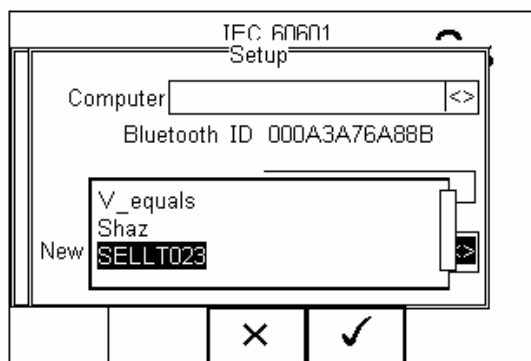 IEC 60601
Setup
Computer <>
Bluetooth ID 000A3A76A88B
V_equals
Shaz
New SELLT023 <>